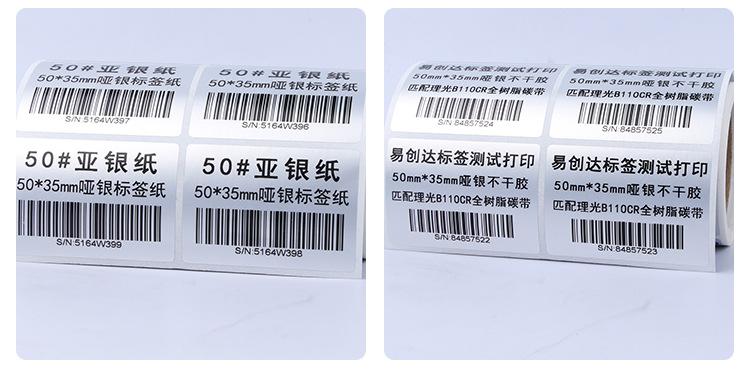 50#亚银纸
50*35mm哑银标签纸
S/N:5164W397
50#亚银纸
50*35mm哑银标签纸
S/N:5164W396
50#亚银纸
50*35mm哑银标签纸
S/N:5164W399
50#亚银纸
50*35mm哑银标签纸
S/N:5164W398
易创达标签测试打印
50mm*35mm哑银不干胶
匹配理光B110CR全树脂碳带
S/N:84857524
易创达标签测试打印
50mm*35mm哑银不干胶
匹配理光B110CR全树脂碳带
S/N:84857525
易创达标签测试打印
50mm*35mm哑银不干胶
匹配理光B110CR全树脂碳带
S/N:84857522
易创达标签测试打印
50mm*35mm哑银不干胶
匹配理光B110CR全树脂碳带
S/N:84857523